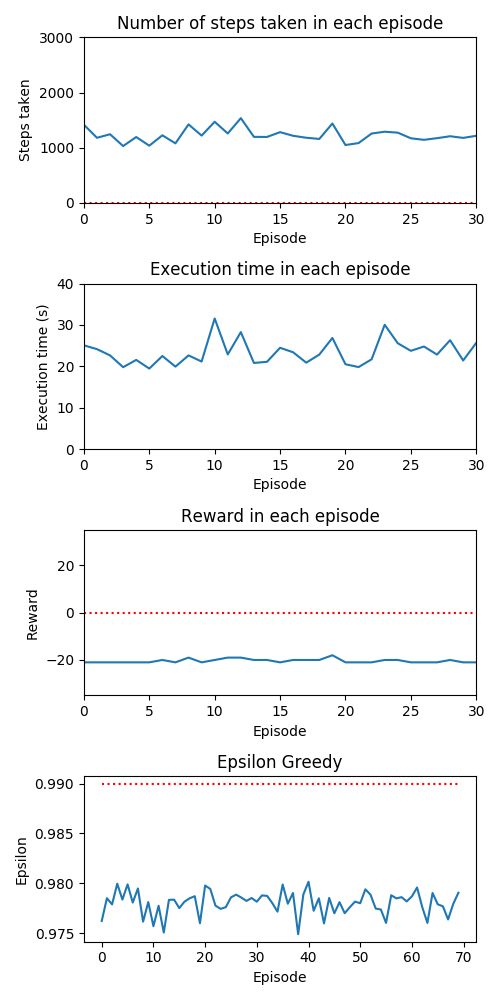 Number of steps taken in each episode
3000
2000
1000
0
Steps taken
0 5 10 15 20 25 30
Episode
Execution time in each episode
40
30
20
10
0
Execution time (s)
0 5 10 15 20 25 30
Episode
Reward in each episode
20
0
−20
Reward
0 5 10 15 20 25 30
Episode
Epsilon Greedy
0.990
0.985
0.980
0.975
Epsilon
0 10 20 30 40 50 60 70
Episode